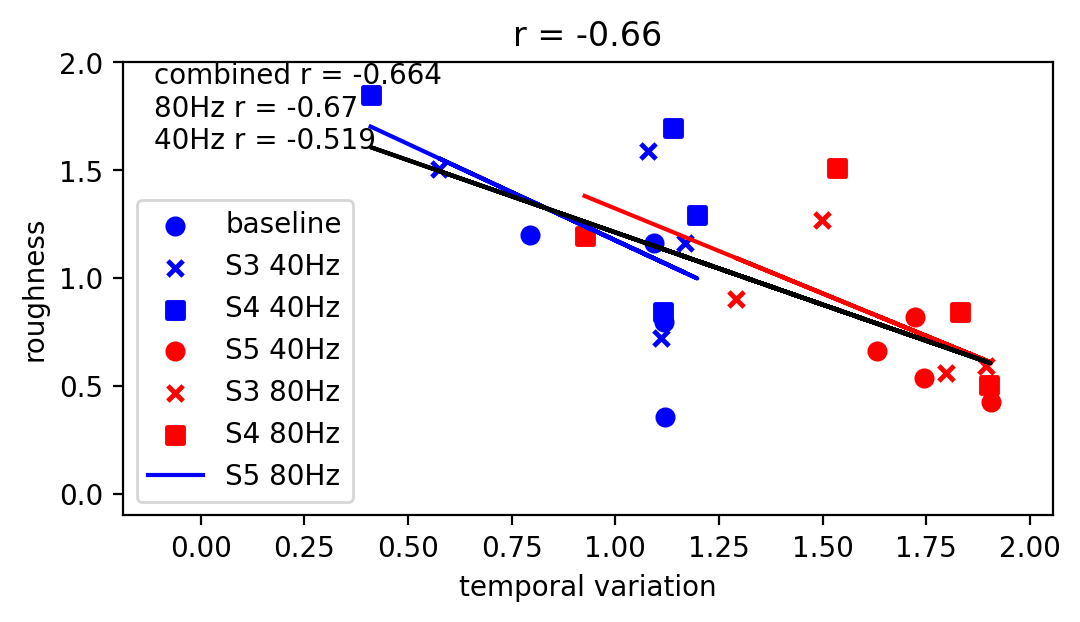 r = -0.66
combined r = -0.664
80Hz r = -0.67
40Hz r = -0.519
baseline
S3 40Hz
S4 40Hz
S5 40Hz
S3 80Hz
S4 80Hz
S5 80Hz
roughness
2.0
1.5
1.0
0.5
0.0
0.00 0.25 0.50 0.75 1.00 1.25 1.50 1.75 2.00
temporal variation